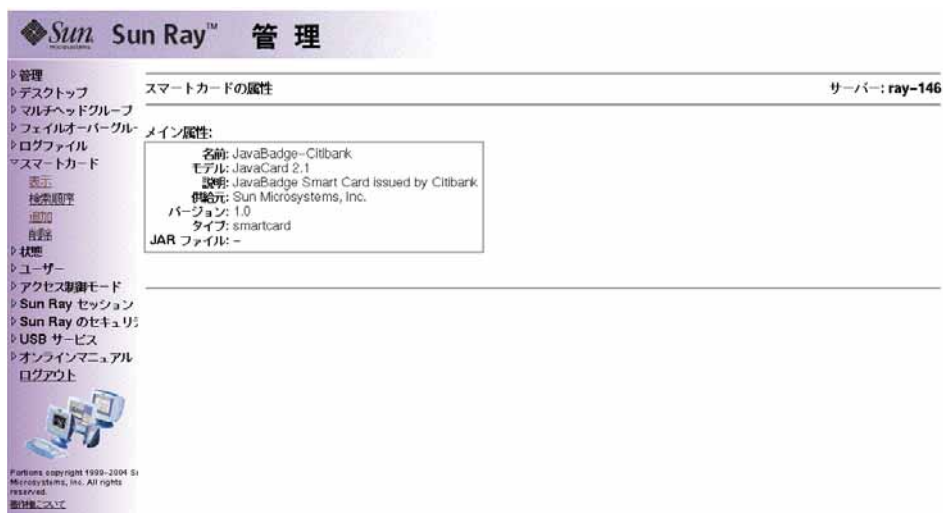 Sun Microsystems Sun Ray™ 管理
管理
デスクトップ
マルチヘッドグループ
フェイルオーバーグルー
ログファイル
スマートカード
表示
検索順序
追加
削除
状態
ユーザー
アクセス制御モード
Sun Ray セッション
Sun Ray のセキュリ
USB サービス
オンラインマニュアル
ログアウト
Portions copyright 1999-2004 S
Microsystems, Inc. All rights
reserved.
著作権について
スマートカードの属性
サーバー: ray-146
メイン属性:
名前: JavaBadge-Citibank
モデル: JavaCard 2.1
説明: JavaBadge Smart Card issued by Citibank
供給元: Sun Microsystems, Inc.
バージョン: 1.0
タイプ: smartcard
JAR ファイル: -